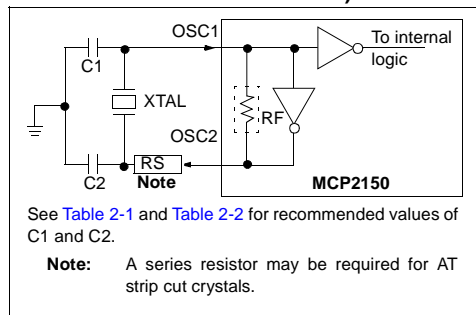 OSC1
To internal
logic
C1
XTAL
RF
OSC2
RS
C2
Note
MCP2150
See Table 2-1 and Table 2-2 for recommended values of
C1 and C2.
Note: A series resistor may be required for AT
strip cut crystals.